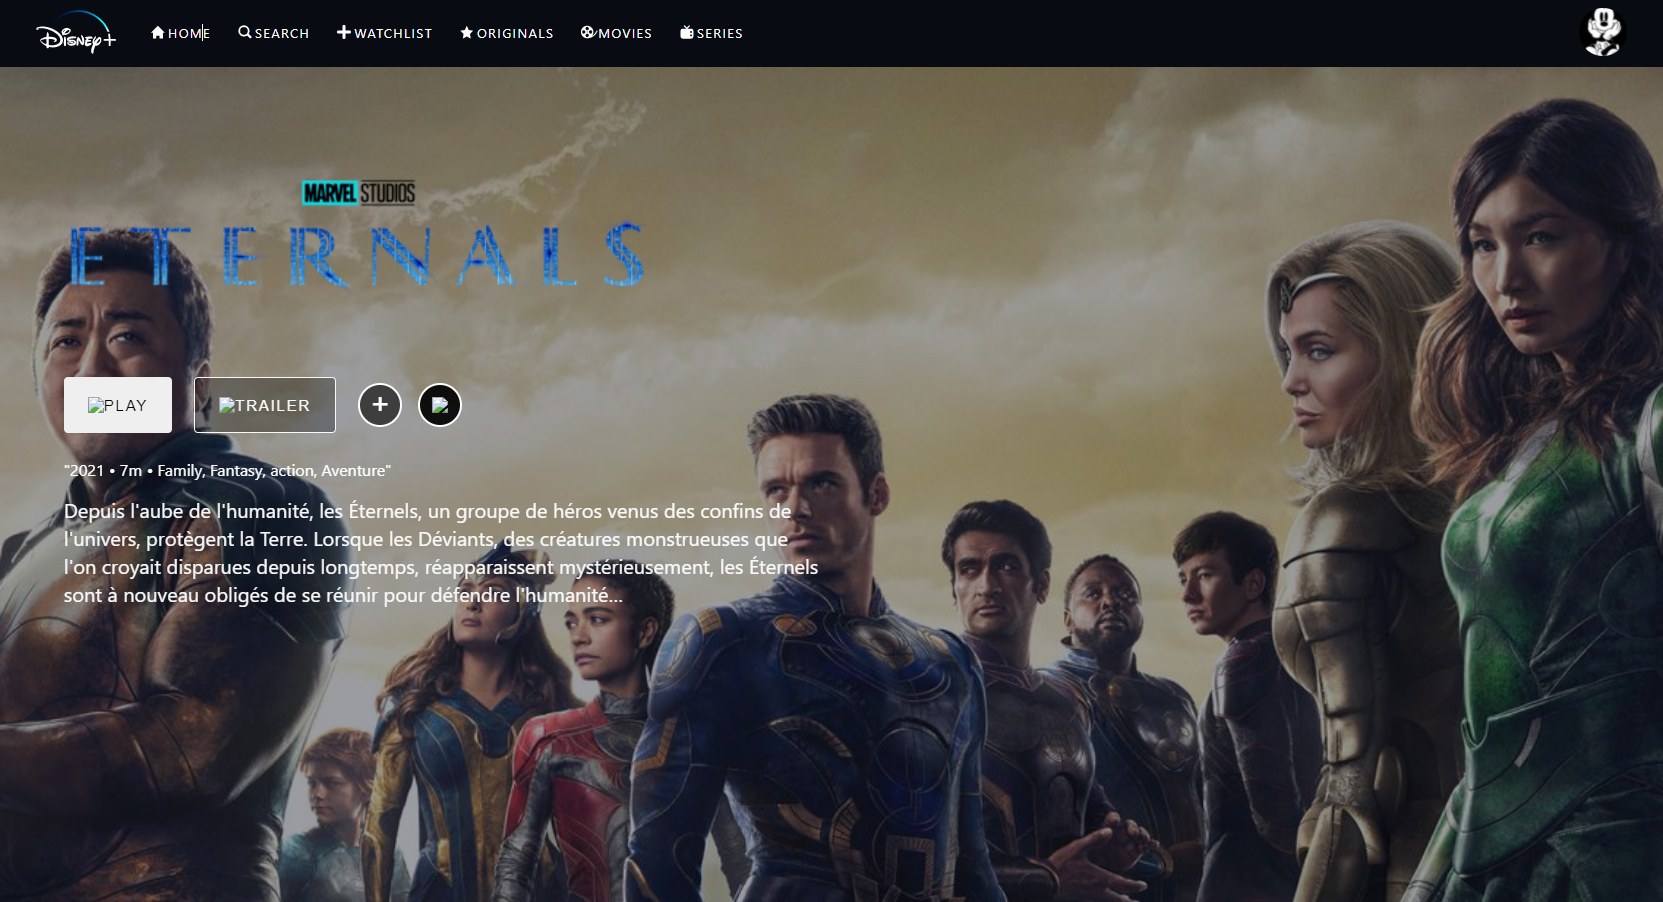 Disney+
HOME
SEARCH
WATCHLIST
ORIGINALS
MOVIES
SERIES
MARVEL STUDIOS
ETERNALS
PLAY
TRAILER
+
"2021 • 7m • Family, Fantasy, action, Aventure"
Depuis l'aube de l'humanité, les Éternels, un groupe de héros venus des confins de
l'univers, protègent la Terre. Lorsque les Déviants, des créatures monstrueuses que
l'on croyait disparues depuis longtemps, réapparaissent mystérieusement, les Éternels
sont à nouveau obligés de se réunir pour défendre l'humanité...